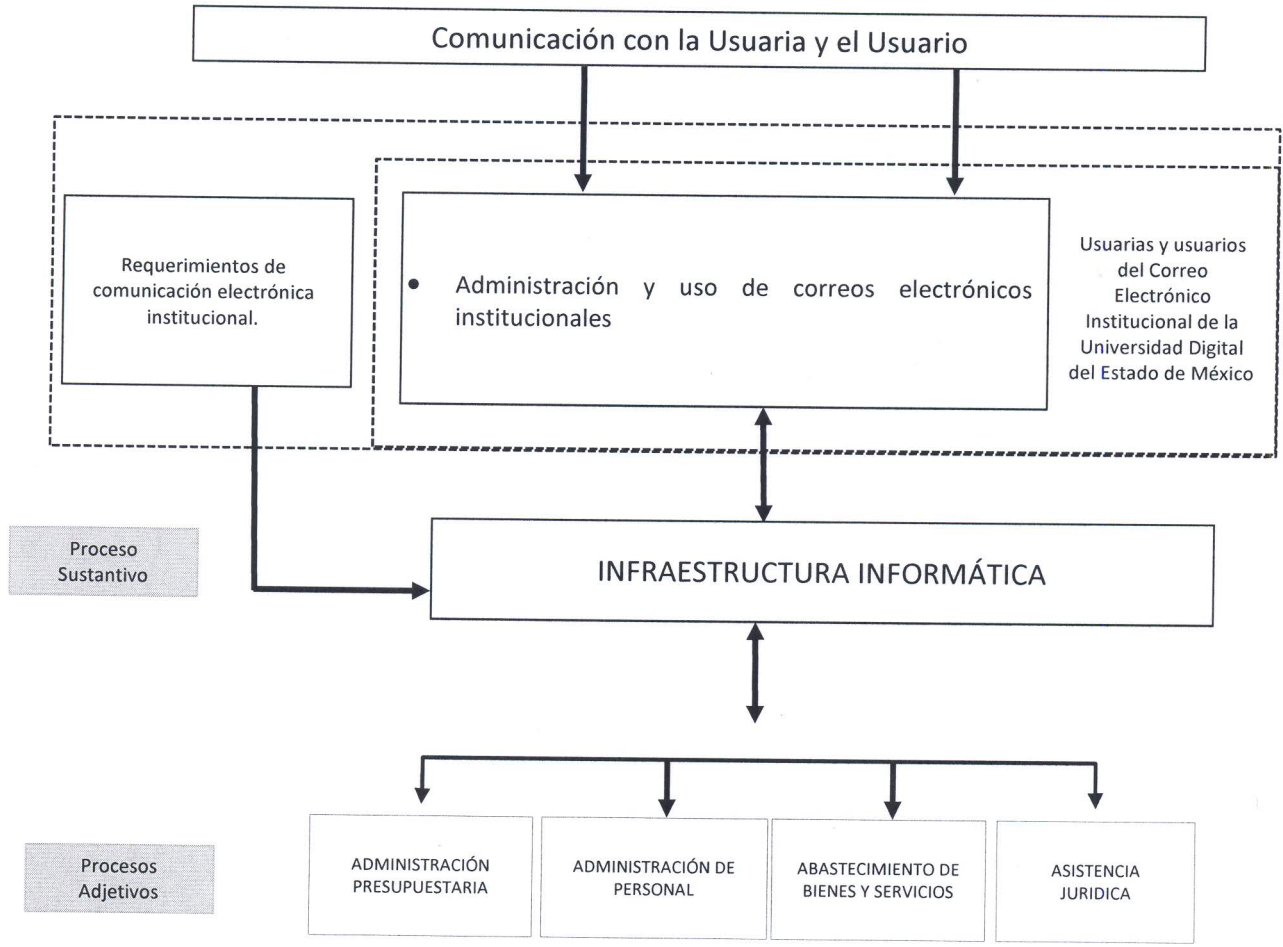 Comunicación con la Usuaria y el Usuario
Requerimientos de
comunicación electrónica
institucional.
• Administración y uso de correos electrónicos
institucionales
Usuarias y usuarios
del Correo
Electrónico
Institucional de la
Universidad Digital
del Estado de México
Proceso
Sustantivo
INFRAESTRUCTURA INFORMÁTICA
Procesos
Adjetivos
ADMINISTRACIÓN
PRESUPUESTARIA
ADMINISTRACIÓN DE
PERSONAL
ABASTECIMIENTO DE
BIENES Y SERVICIOS
ASISTENCIA
JURIDICA